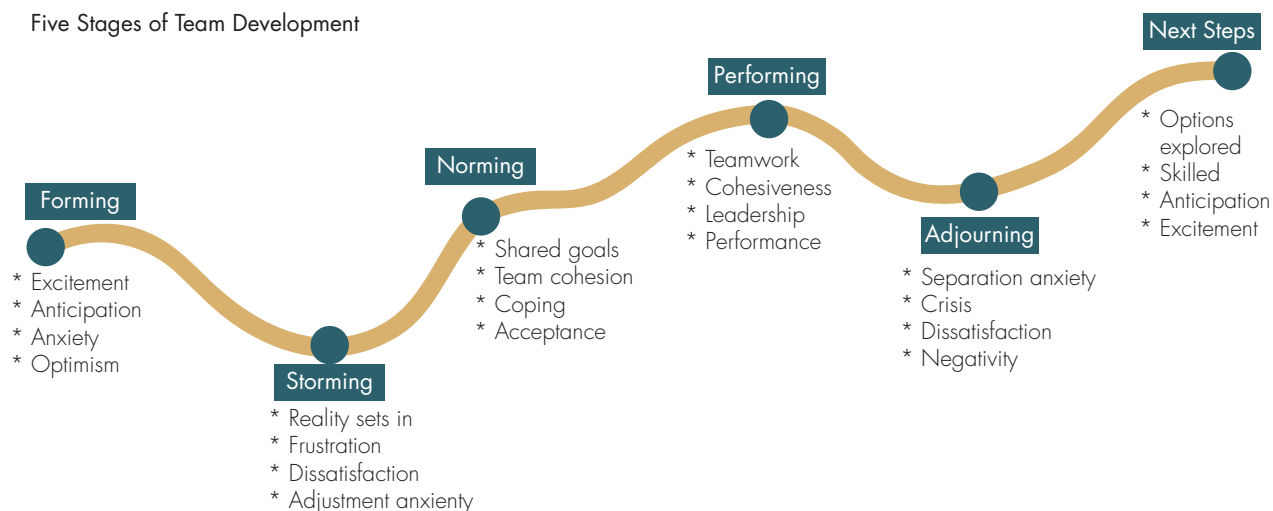 Five Stages of Team Development
Forming
* Excitement
* Anticipation
* Anxiety
* Optimism
Storming
* Reality sets in
* Frustration
* Dissatisfaction
* Adjustment anxienty
Norming
* Shared goals
* Team cohesion
* Coping
* Acceptance
Performing
* Teamwork
* Cohesiveness
* Leadership
* Performance
Adjourning
* Separation anxiety
* Crisis
* Dissatisfaction
* Negativity
Next Steps
* Options
explored
* Skilled
* Anticipation
* Excitement